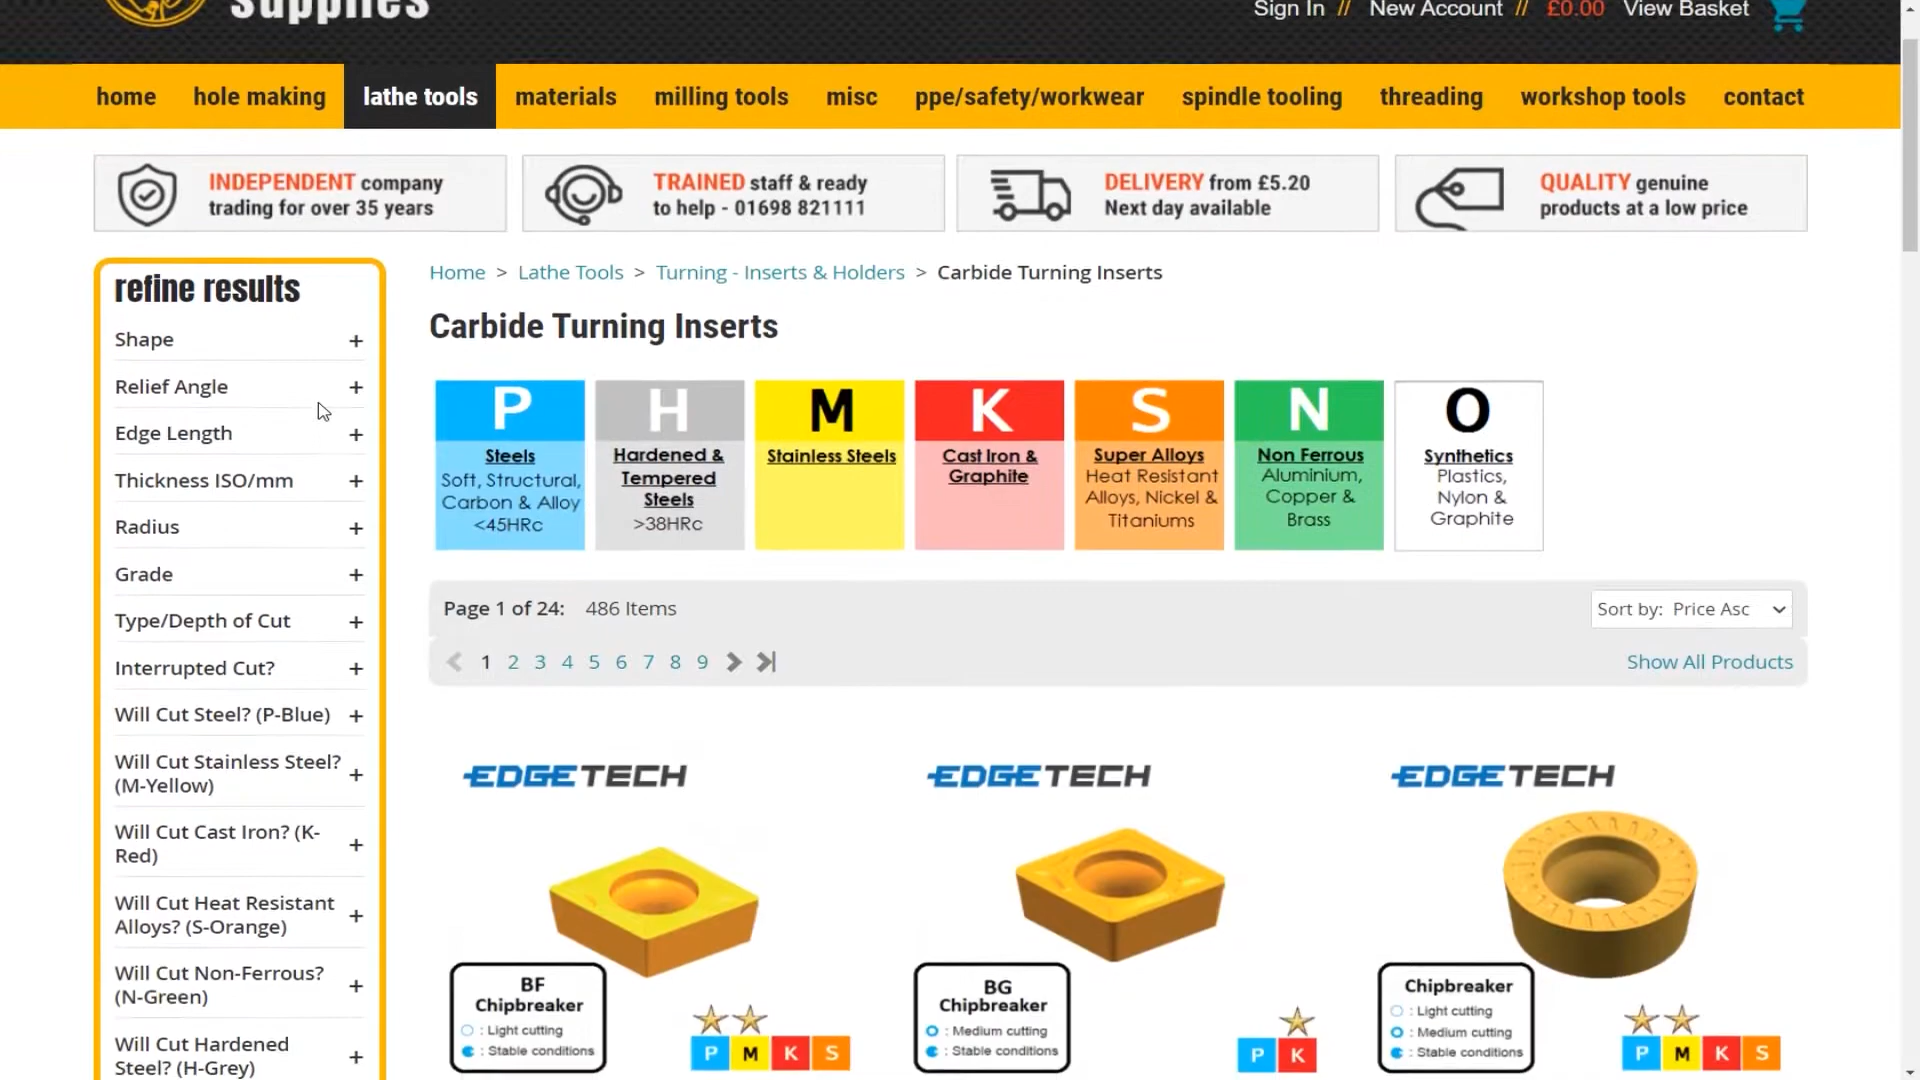 supplies
Sign In // New Account // £0.00 View Basket
home hole making lathe tools materials milling tools misc ppe/safety/workwear spindle tooling threading workshop tools contact
INDEPENDENT company
trading for over 35 years
TRAINED staff & ready
to help - 01698 821111
DELIVERY from £5.20
Next day available
QUALITY genuine
products at a low price
refine results
Shape +
Relief Angle +
Edge Length +
Thickness ISO/mm +
Radius +
Grade +
Type/Depth of Cut +
Interrupted Cut? +
Will Cut Steel? (P-Blue) +
Will Cut Stainless Steel?
(M-Yellow) +
Will Cut Cast Iron? (K-
Red) +
Will Cut Heat Resistant
Alloys? (S-Orange) +
Will Cut Non-Ferrous?
(N-Green) +
Will Cut Hardened
Steel? (H-Grey) +
Home > Lathe Tools > Turning - Inserts & Holders > Carbide Turning Inserts
Carbide Turning Inserts
P
Steels
Soft, Structural,
Carbon & Alloy
<45HRc
H
Hardened &
Tempered
Steels
>38HRc
M
Stainless Steels
K
Cast Iron &
Graphite
S
Super Alloys
Heat Resistant
Alloys, Nickel &
Titaniums
N
Non Ferrous
Aluminium,
Copper &
Brass
O
Synthetics
Plastics,
Nylon &
Graphite
Page 1 of 24: 486 Items
Sort by: Price Asc
1 2 3 4 5 6 7 8 9
Show All Products
EDGETECH
BF
Chipbreaker
: Light cutting
: Stable conditions
P M K S
EDGETECH
BG
Chipbreaker
: Medium cutting
: Stable conditions
P K
EDGETECH
Chipbreaker
: Light cutting
: Medium cutting
: Stable conditions
P M K S